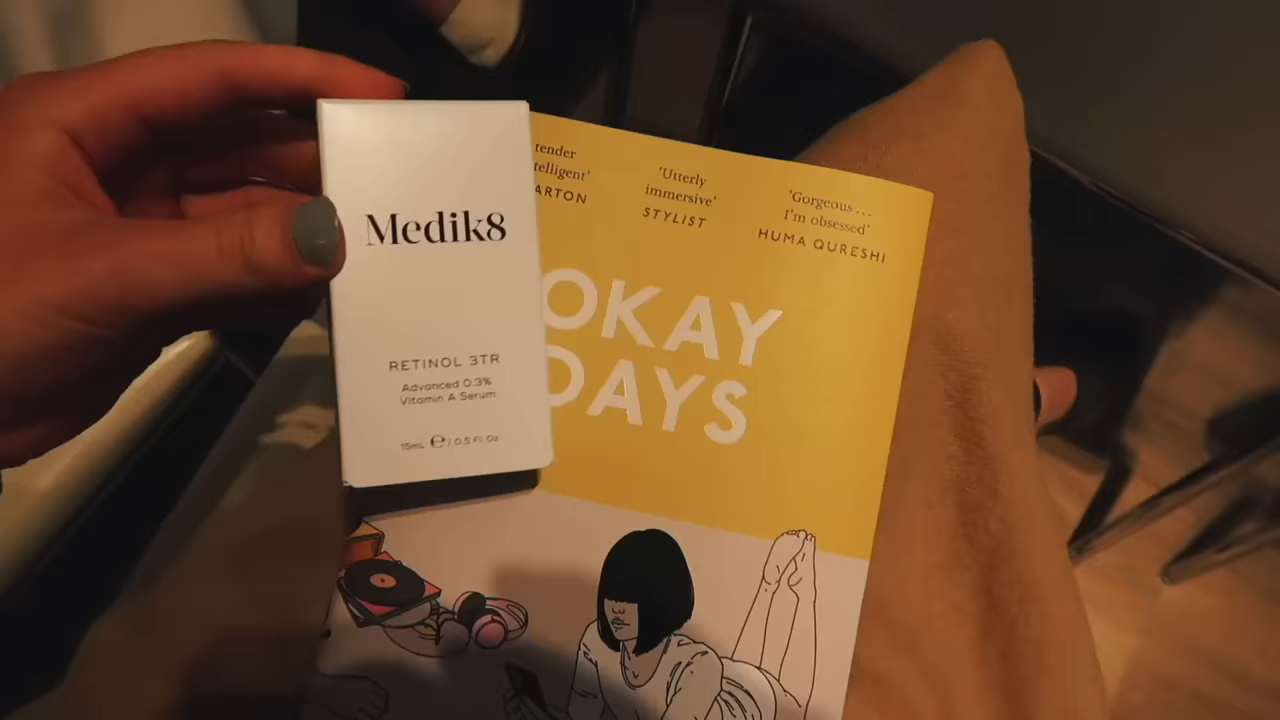 Medik8
RETINOL 3TR
Advanced 0.3%
Vitamin A Serum
15mL e / 0.5 Fl. Oz
tender
telligent’
ARTON
‘Utterly
immersive’
STYLIST
‘Gorgeous...
I’m obsessed’
HUMA QURESHI
OKAY
DAYS